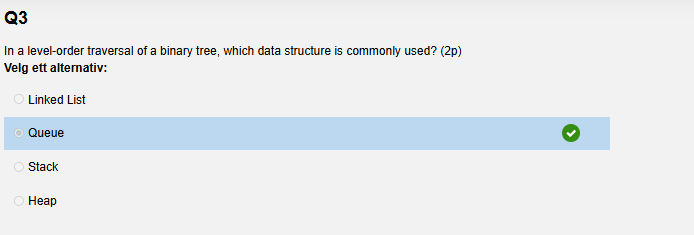 Q3
In a level-order traversal of a binary tree, which data structure is commonly used? (2p)
Velg ett alternativ:
Linked List
Queue
Stack
Heap